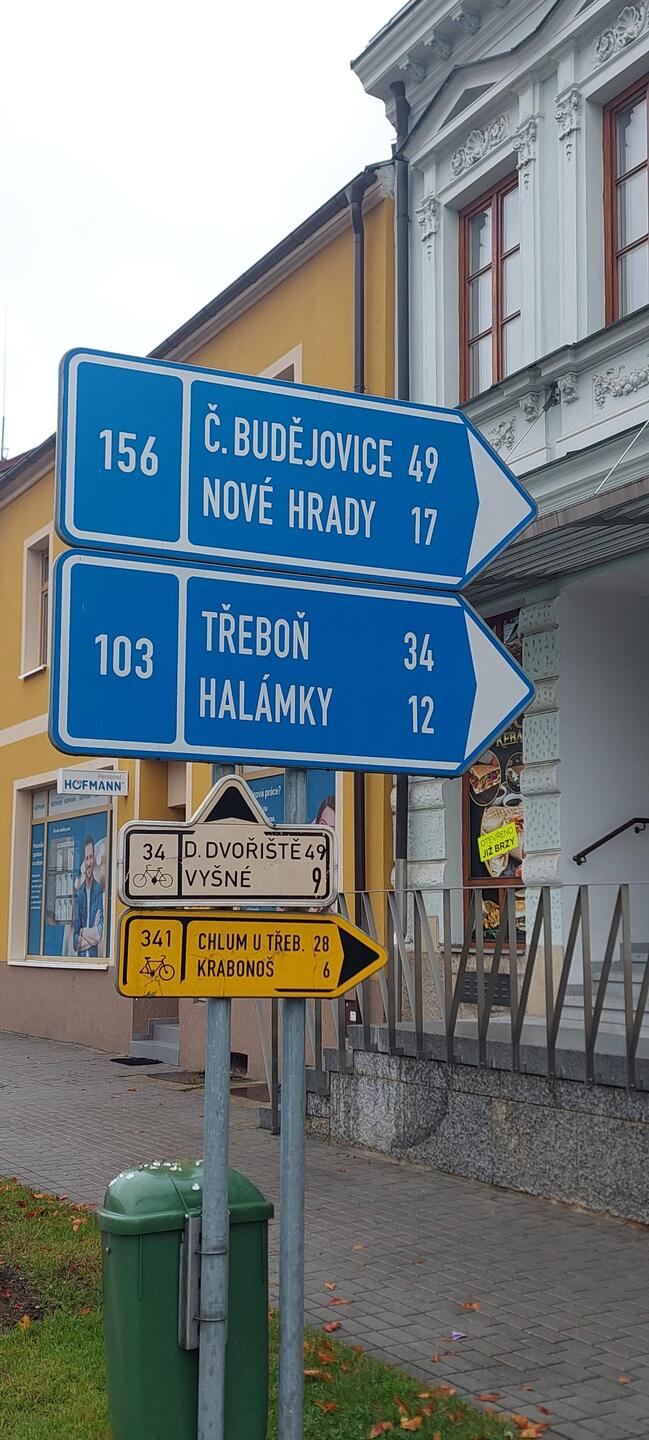 156
Č. BUDĚJOVICE 49
NOVÉ HRADY 17
103
TŘEBOŇ 34
HALÁMKY 12
Personal
HOFMANN
34
D. DVOŘIŠTĚ 49
VYŠNÉ 9
341
CHLUM U TŘEB. 28
KRABONOŠ 6
OTEVŘENO
JIŽ BRZY